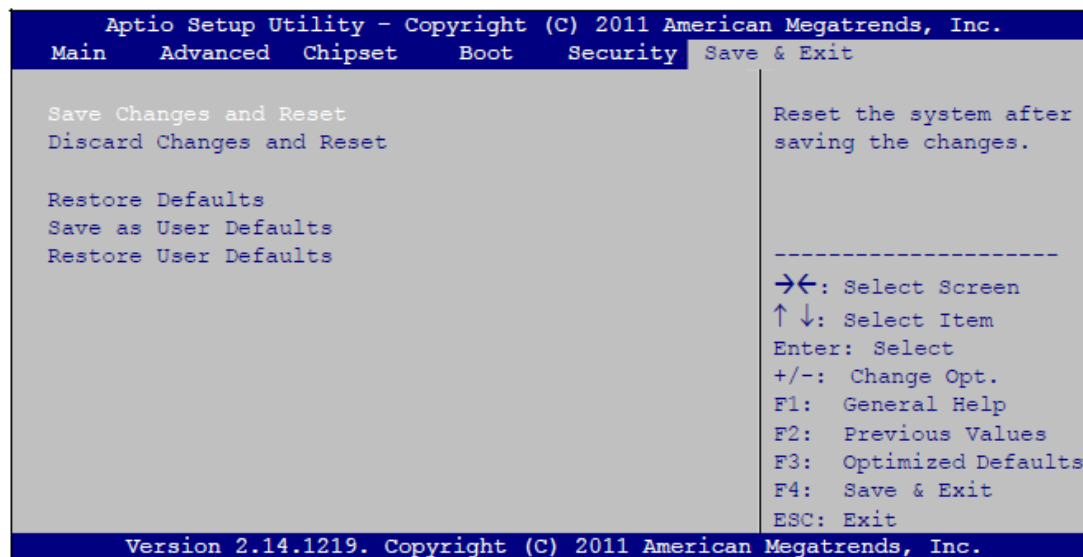 Aptio Setup Utility – Copyright (C) 2011 American Megatrends, Inc.
Main Advanced Chipset Boot Security Save & Exit
Save Changes and Reset
Discard Changes and Reset
Restore Defaults
Save as User Defaults
Restore User Defaults
Reset the system after
saving the changes.
---------------------
→←: Select Screen
↑ ↓: Select Item
Enter: Select
+/-: Change Opt.
F1: General Help
F2: Previous Values
F3: Optimized Defaults
F4: Save & Exit
ESC: Exit
Version 2.14.1219. Copyright (C) 2011 American Megatrends, Inc.